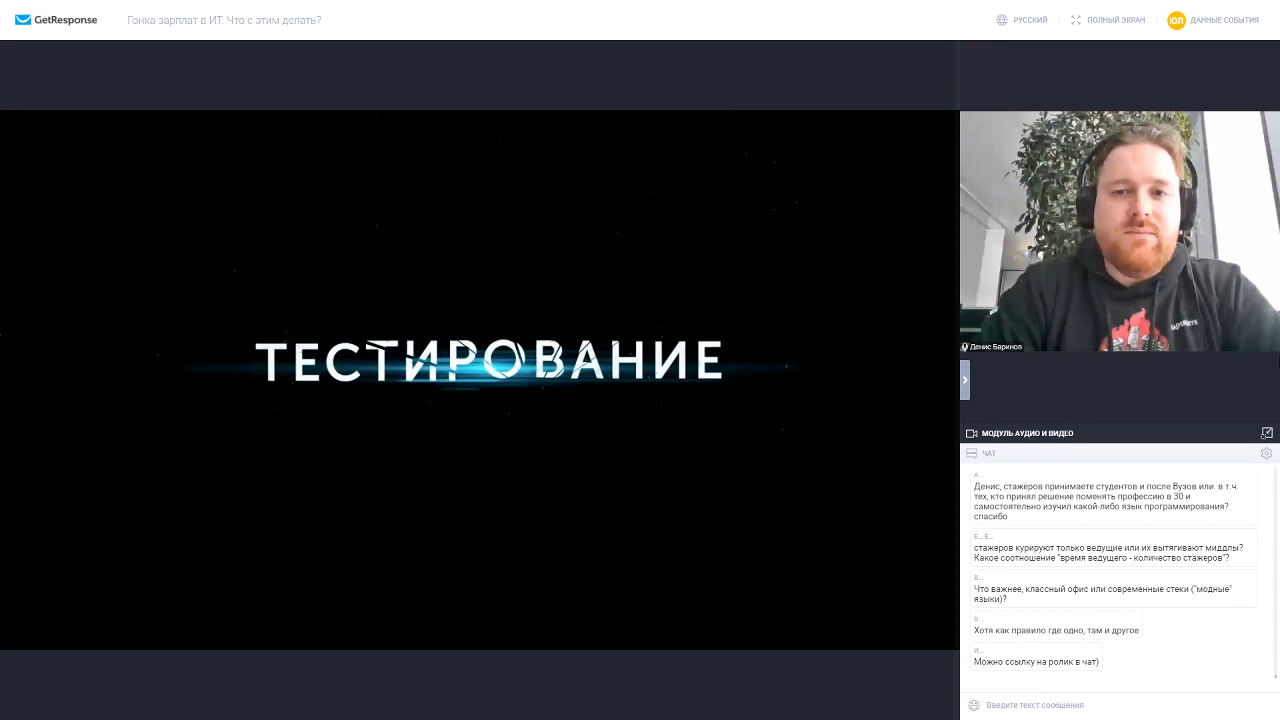 GetResponse
Гонка зарплат в ИТ. Что с этим делать?
РУССКИЙ
ПОЛНЫЙ ЭКРАН
ЮЛ
ДАННЫЕ СОБЫТИЯ
ТЕСТИРОВАНИЕ
Денис Баринов
МОДУЛЬ АУДИО И ВИДЕО
ЧАТ
А...
Денис, стажёров принимаете студентов и после Вузов или в т.ч.
тех, кто принял решение поменять профессию в 30 и
самостоятельно изучил какой-либо язык программирования?
спасибо
Е... Е...
стажеров курируют только ведущие или их вытягивают миддлы?
Какое соотношение "время ведущего - количество стажеров"?
В...
Что важнее, классный офис или современные стеки ("модные"
языки)?
В...
Хотя как правило где одно, там и другое
И...
Можно ссылку на ролик в чат)
Введите текст сообщения